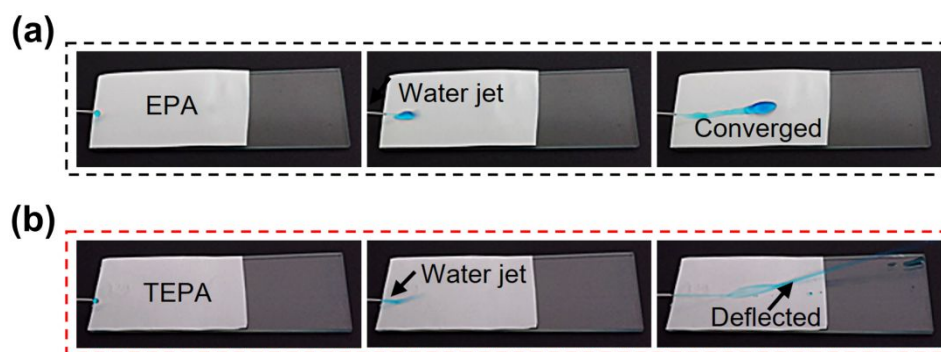 (a)
EPA
Water jet
Converged
(b)
TEPA
Water jet
Deflected